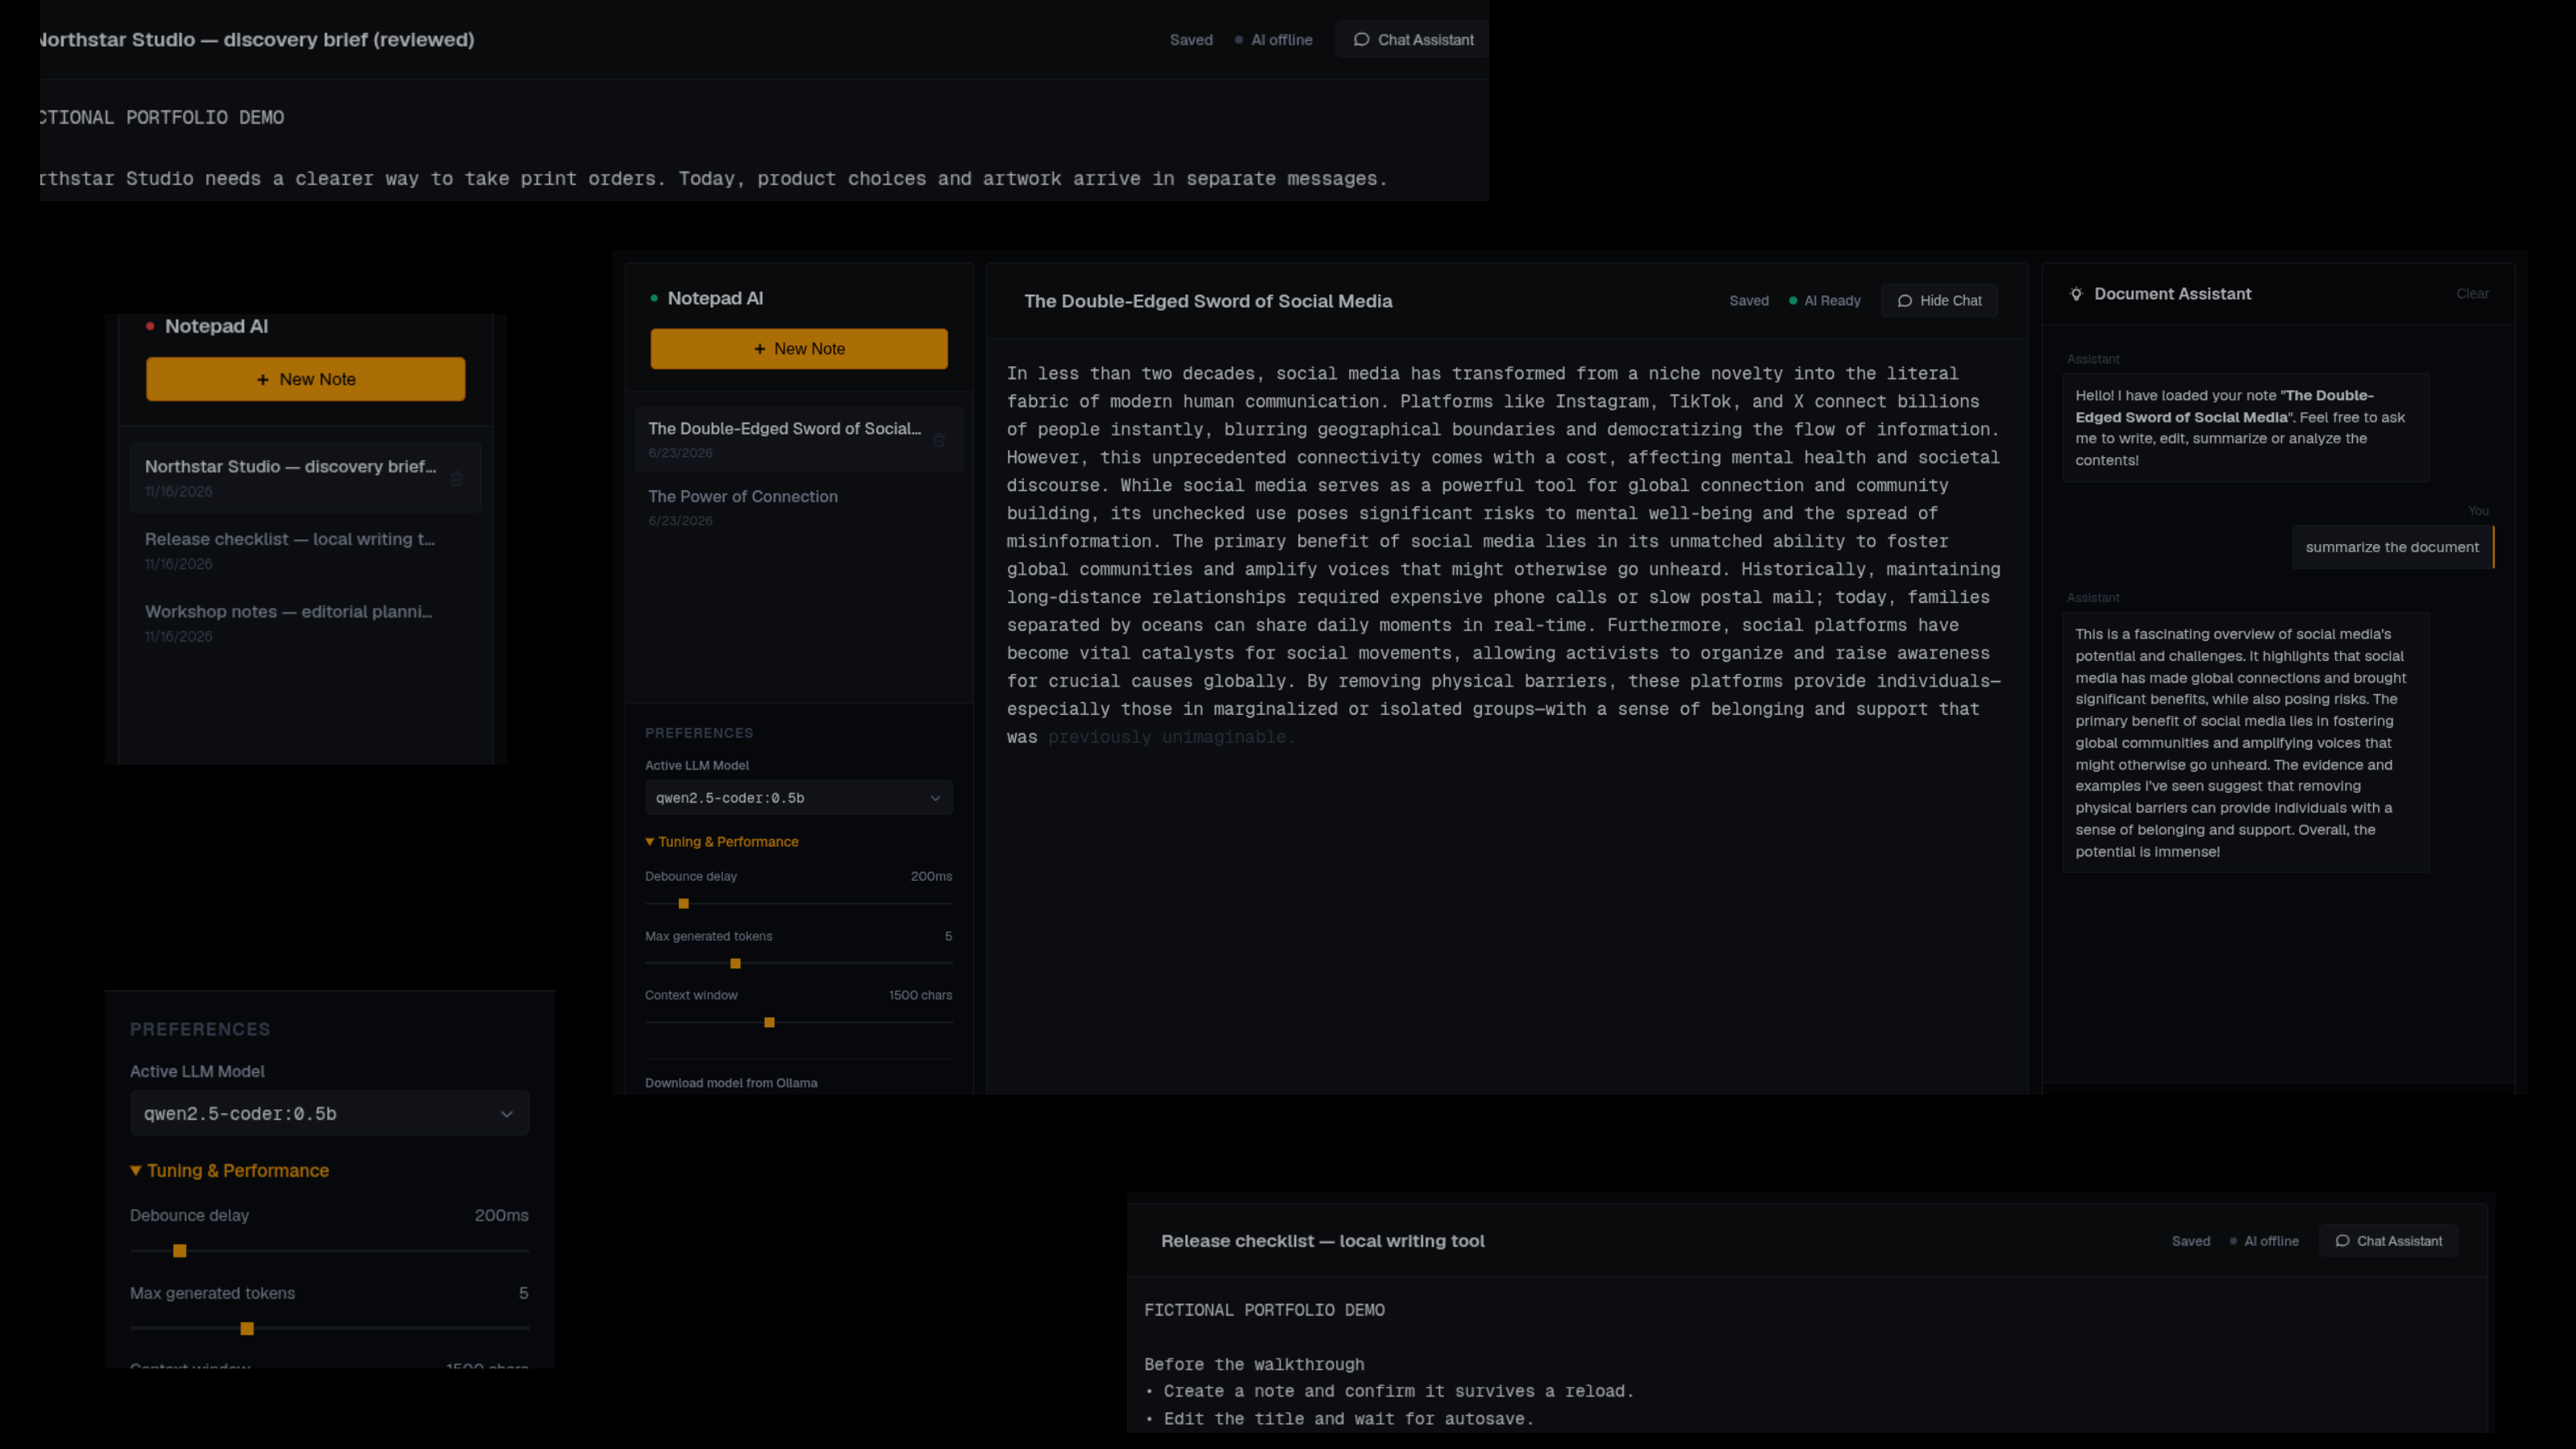 Northstar Studio — discovery brief (reviewed)
Saved
AI offline
Chat Assistant
CTIONAL PORTFOLIO DEMO
rthstar Studio needs a clearer way to take print orders. Today, product choices and artwork arrive in separate messages.
Notepad AI
+ New Note
Northstar Studio — discovery brief...
11/16/2026
Release checklist — local writing t...
11/16/2026
Workshop notes — editorial planni...
11/16/2026
PREFERENCES
Active LLM Model
qwen2.5-coder:0.5b
▼ Tuning & Performance
Debounce delay 200ms
Max generated tokens 5
Context window 1500 chars
Notepad AI
+ New Note
The Double-Edged Sword of Social...
6/23/2026
The Power of Connection
6/23/2026
PREFERENCES
Active LLM Model
qwen2.5-coder:0.5b
▼ Tuning & Performance
Debounce delay 200ms
Max generated tokens 5
Context window 1500 chars
Download model from Ollama
The Double-Edged Sword of Social Media
Saved
AI Ready
Hide Chat
In less than two decades, social media has transformed from a niche novelty into the literal
fabric of modern human communication. Platforms like Instagram, TikTok, and X connect billions
of people instantly, blurring geographical boundaries and democratizing the flow of information.
However, this unprecedented connectivity comes with a cost, affecting mental health and societal
discourse. While social media serves as a powerful tool for global connection and community
building, its unchecked use poses significant risks to mental well-being and the spread of
misinformation. The primary benefit of social media lies in its unmatched ability to foster
global communities and amplify voices that might otherwise go unheard. Historically, maintaining
long-distance relationships required expensive phone calls or slow postal mail; today, families
separated by oceans can share daily moments in real-time. Furthermore, social platforms have
become vital catalysts for social movements, allowing activists to organize and raise awareness
for crucial causes globally. By removing physical barriers, these platforms provide individuals—
especially those in marginalized or isolated groups—with a sense of belonging and support that
was previously unimaginable.
Document Assistant
Clear
Assistant
Hello! I have loaded your note "The Double-
Edged Sword of Social Media". Feel free to ask
me to write, edit, summarize or analyze the
contents!
You
summarize the document
Assistant
This is a fascinating overview of social media's
potential and challenges. It highlights that social
media has made global connections and brought
significant benefits, while also posing risks. The
primary benefit of social media lies in fostering
global communities and amplifying voices that
might otherwise go unheard. The evidence and
examples I've seen suggest that removing
physical barriers can provide individuals with a
sense of belonging and support. Overall, the
potential is immense!
Release checklist — local writing tool
Saved
AI offline
Chat Assistant
FICTIONAL PORTFOLIO DEMO
Before the walkthrough
• Create a note and confirm it survives a reload.
• Edit the title and wait for autosave.